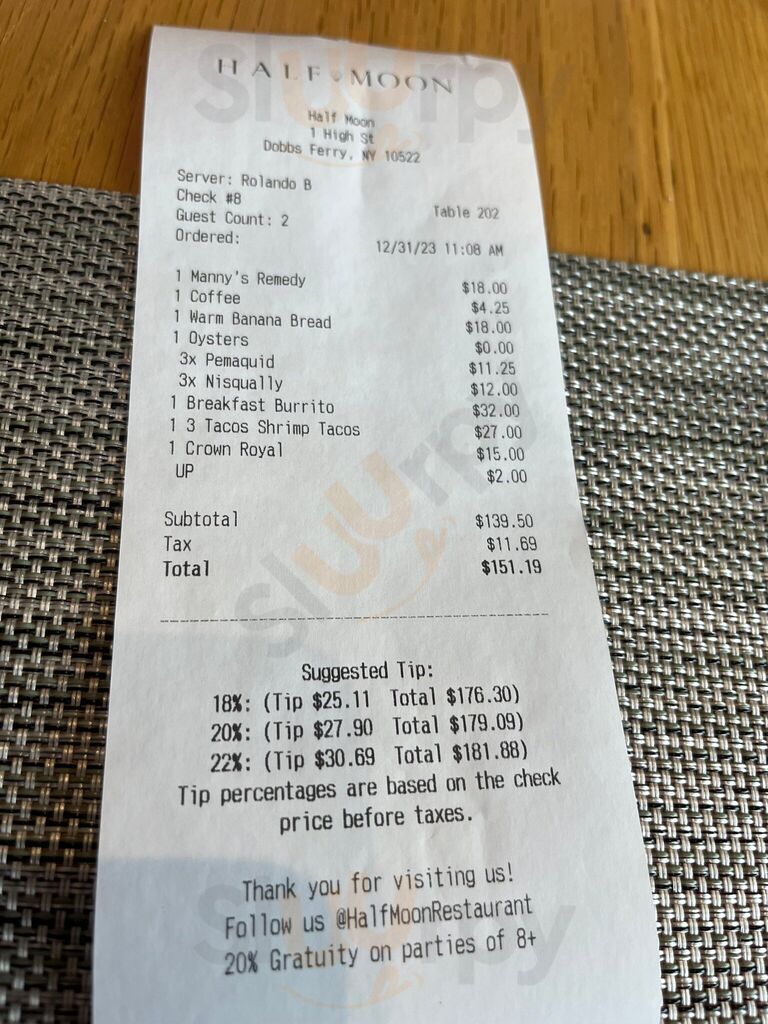 HALF MOON
Half Moon
1 High St
Dobbs Ferry, NY 10522
Server: Rolando B
Check #8 Table 202
Guest Count: 2
Ordered: 12/31/23 11:08 AM
1 Manny's Remedy $18.00
1 Coffee $4.25
1 Warm Banana Bread $18.00
1 Oysters $0.00
3x Pemaquid $11.25
3x Nisqually $12.00
1 Breakfast Burrito $32.00
1 3 Tacos Shrimp Tacos $27.00
1 Crown Royal $15.00
UP $2.00
Subtotal $139.50
Tax $11.69
Total $151.19
Suggested Tip:
18%: (Tip $25.11 Total $176.30)
20%: (Tip $27.90 Total $179.09)
22%: (Tip $30.69 Total $181.88)
Tip percentages are based on the check
price before taxes.
Thank you for visiting us!
Follow us @HalfMoonRestaurant
20% Gratuity on parties of 8+
sluurpy
sluurpy
sluurpy